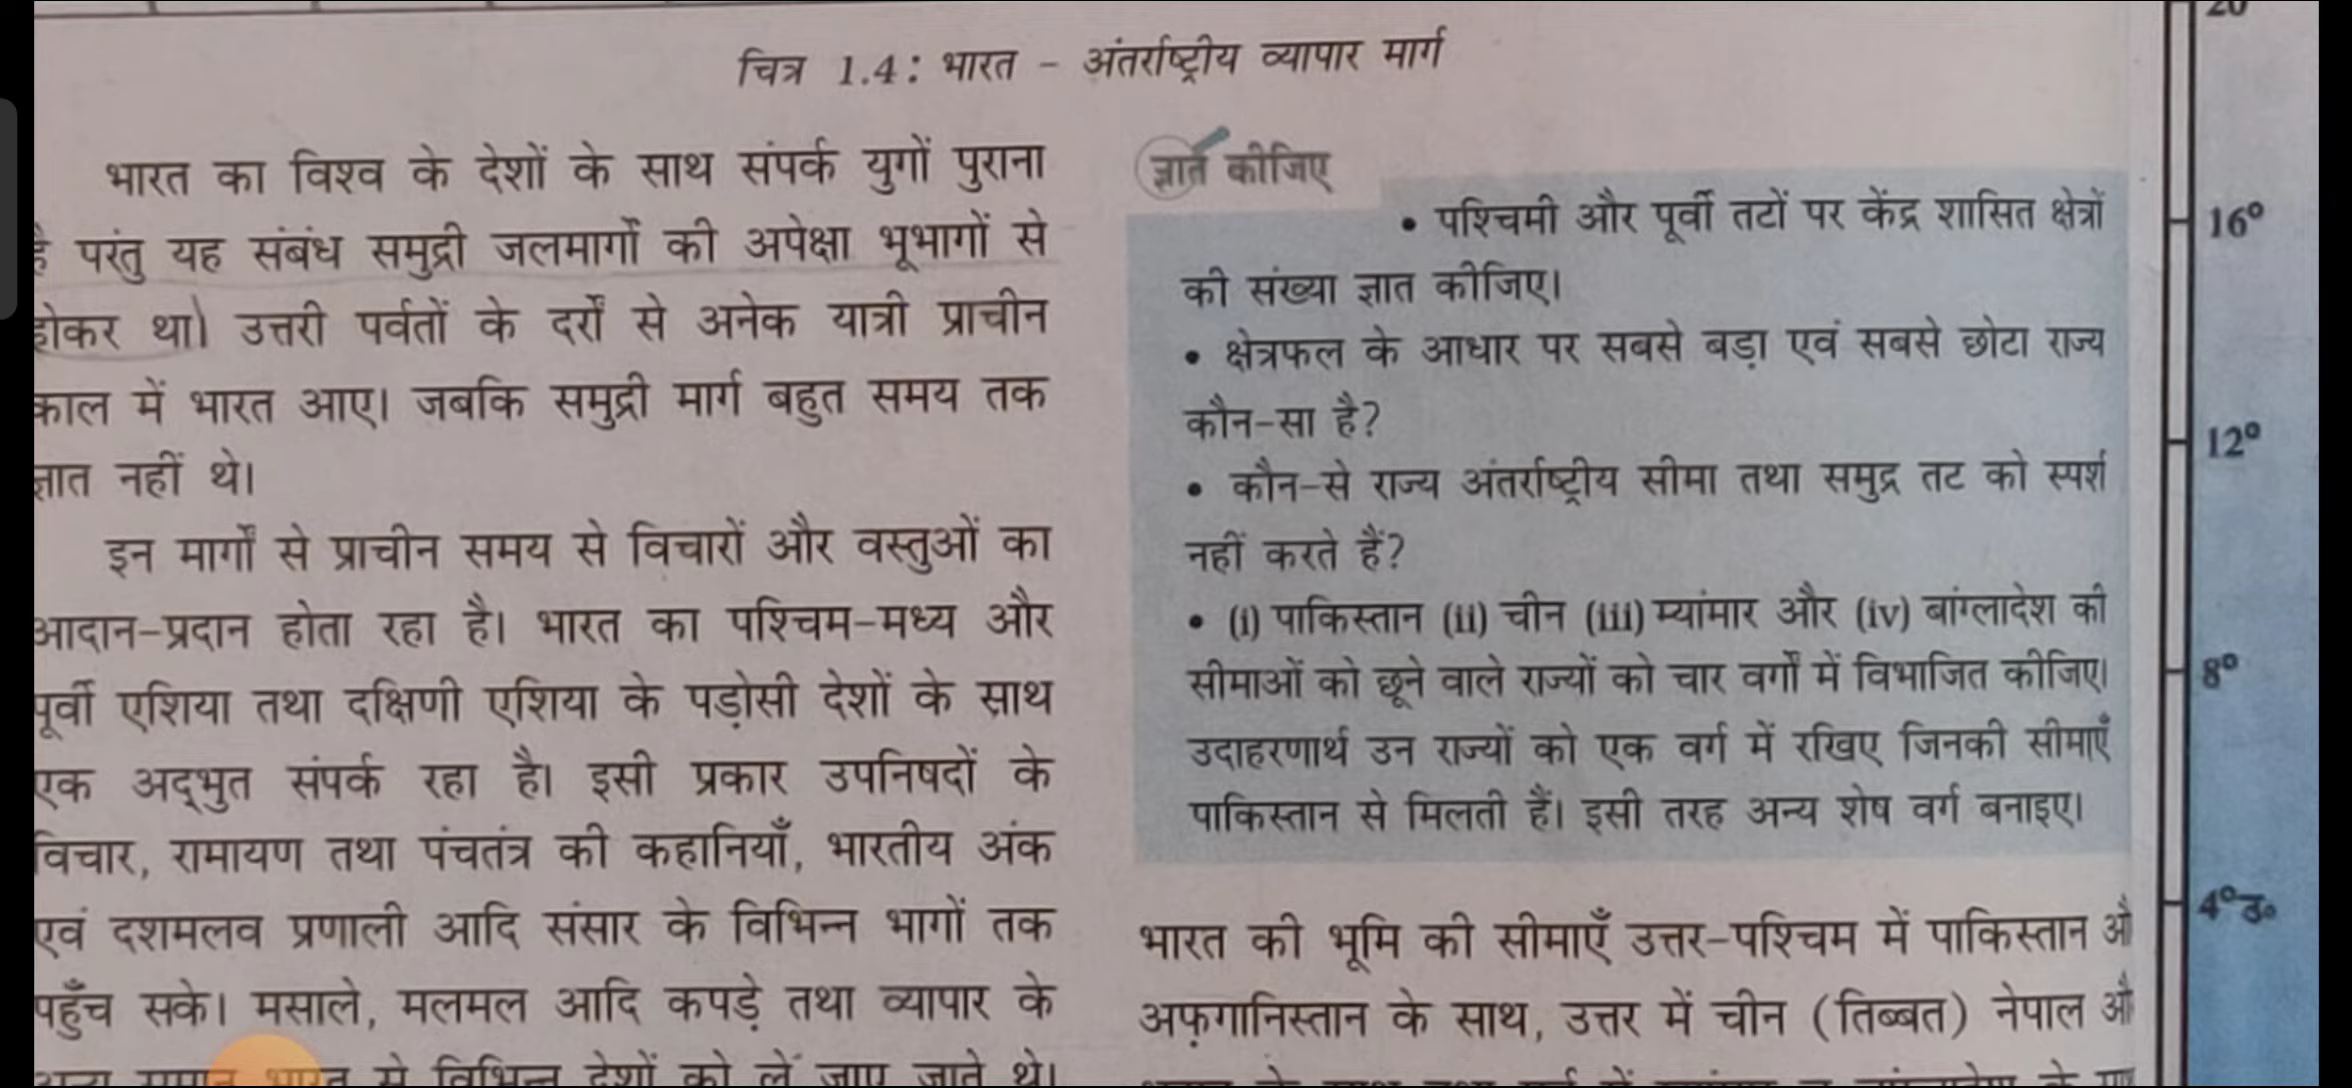 चित्र 1.4: भारत - अंतर्राष्ट्रीय व्यापार मार्ग
भारत का विश्व के देशों के साथ संपर्क युगों पुराना
है परंतु यह संबंध समुद्री जलमार्गों की अपेक्षा भूभागों से
होकर था। उत्तरी पर्वतों के दर्रों से अनेक यात्री प्राचीन
काल में भारत आए। जबकि समुद्री मार्ग बहुत समय तक
ज्ञात नहीं थे।
इन मार्गों से प्राचीन समय से विचारों और वस्तुओं का
आदान-प्रदान होता रहा है। भारत का पश्चिम-मध्य और
पूर्वी एशिया तथा दक्षिणी एशिया के पड़ोसी देशों के साथ
एक अद्भुत संपर्क रहा है। इसी प्रकार उपनिषदों के
विचार, रामायण तथा पंचतंत्र की कहानियाँ, भारतीय अंक
एवं दशमलव प्रणाली आदि संसार के विभिन्न भागों तक
पहुँच सके। मसाले, मलमल आदि कपड़े तथा व्यापार के
भारत से विभिन्न देशों को ले जाए जाते थे।
ज्ञात कीजिए
• पश्चिमी और पूर्वी तटों पर केंद्र शासित क्षेत्रों
की संख्या ज्ञात कीजिए।
• क्षेत्रफल के आधार पर सबसे बड़ा एवं सबसे छोटा राज्य
कौन-सा है?
• कौन-से राज्य अंतर्राष्ट्रीय सीमा तथा समुद्र तट को स्पर्श
नहीं करते हैं?
• (i) पाकिस्तान (ii) चीन (iii) म्यांमार और (iv) बांग्लादेश की
सीमाओं को छूने वाले राज्यों को चार वर्गों में विभाजित कीजिए।
उदाहरणार्थ उन राज्यों को एक वर्ग में रखिए जिनकी सीमाएँ
पाकिस्तान से मिलती हैं। इसी तरह अन्य शेष वर्ग बनाइए।
भारत की भूमि की सीमाएँ उत्तर-पश्चिम में पाकिस्तान औ
अफ़गानिस्तान के साथ, उत्तर में चीन (तिब्बत) नेपाल औ
20
16°
12°
8°
4°उ॰